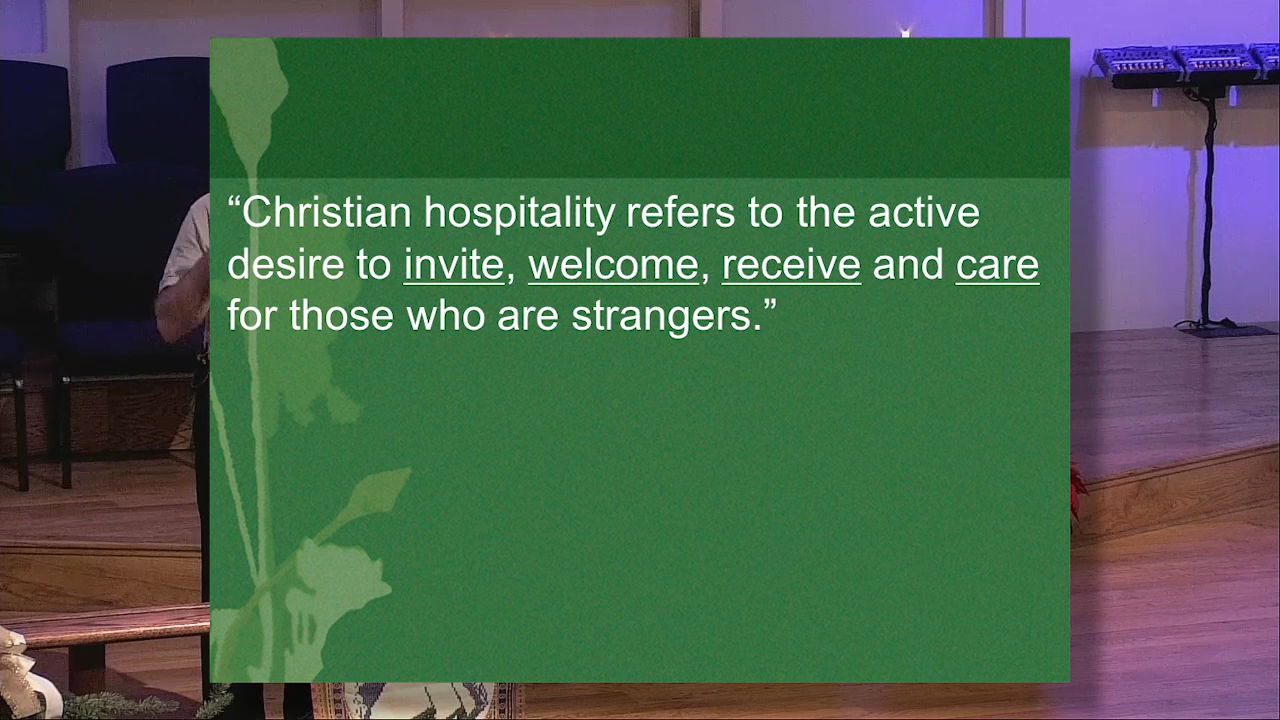 “Christian hospitality refers to the active
desire to invite, welcome, receive and care
for those who are strangers.”